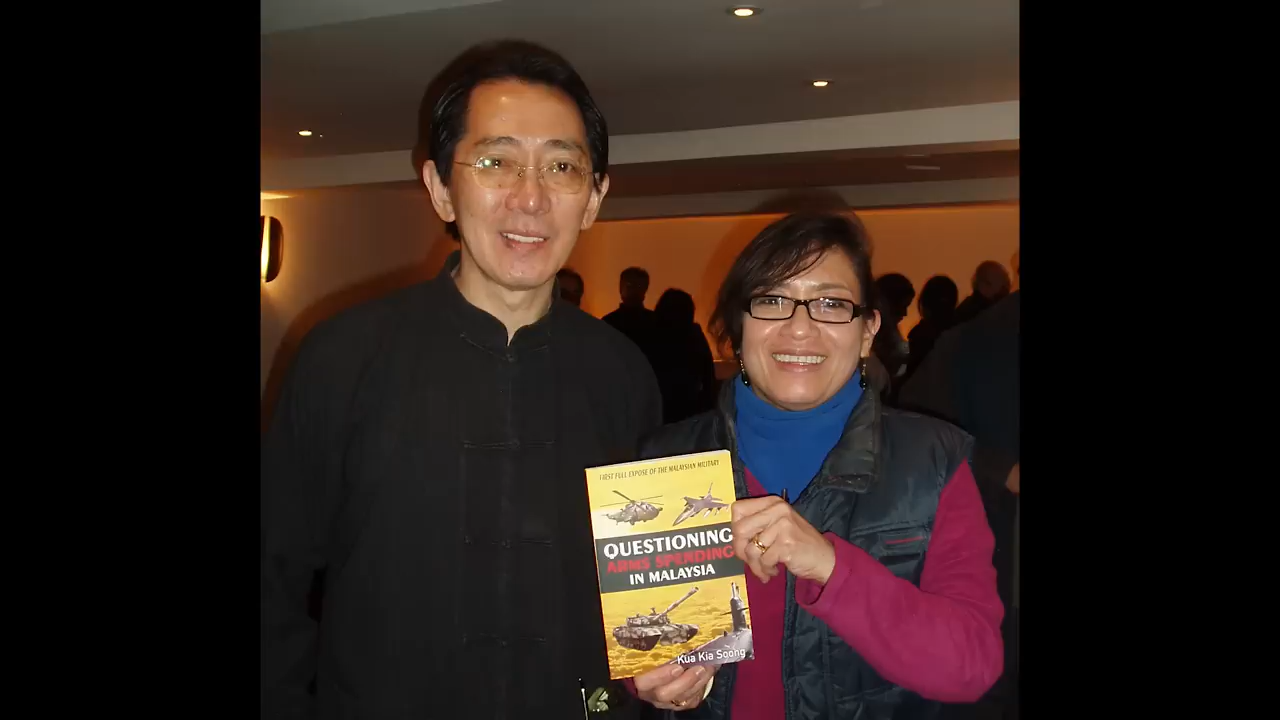 FIRST FULL EXPOSE OF THE MALAYSIAN MILITARY
QUESTIONING
ARMS SPENDING
IN MALAYSIA
Kua Kia Soong